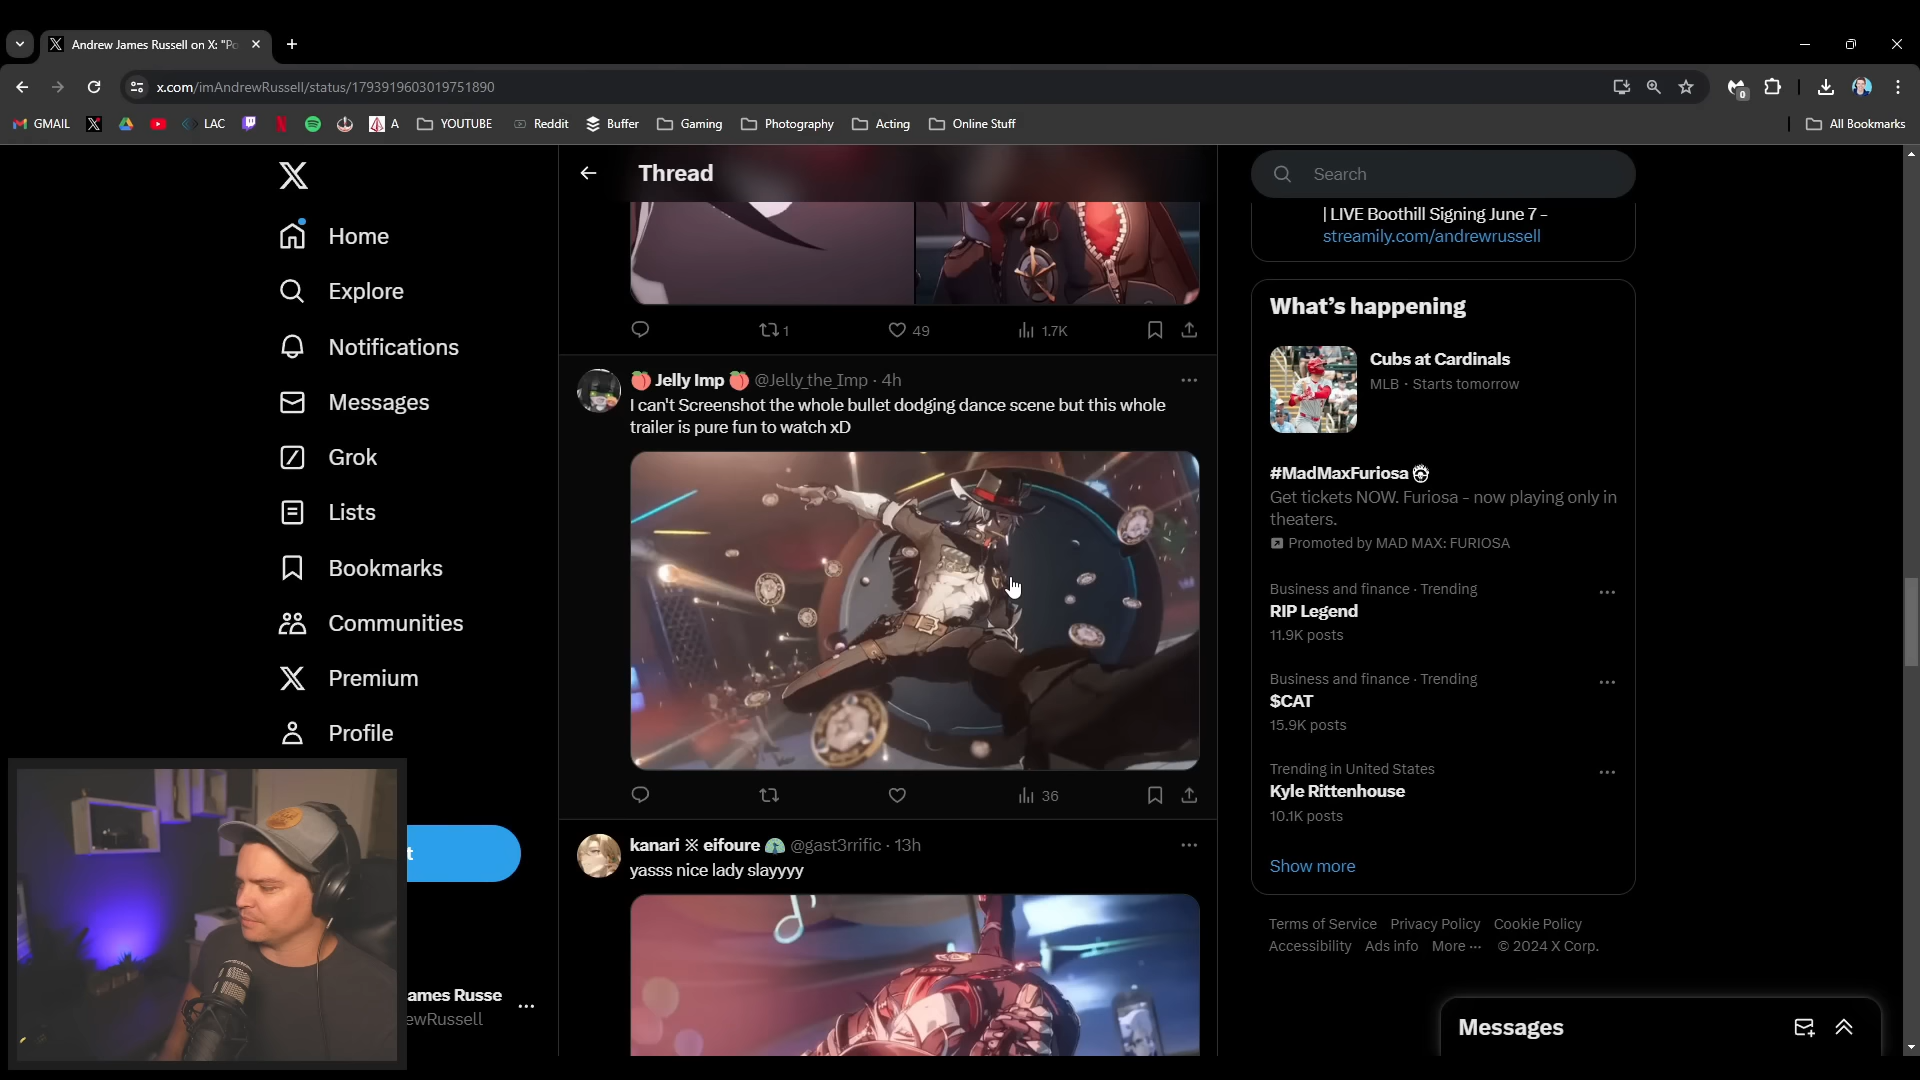 Andrew James Russell on X: "Po
x.com/imAndrewRussell/status/1793919603019751890
0
GMAIL
LAC
A
YOUTUBE
Reddit
Buffer
Gaming
Photography
Acting
Online Stuff
All Bookmarks
Home
Explore
Notifications
Messages
Grok
Lists
Bookmarks
Communities
Premium
Profile
t
ames Russe
ewRussell
Thread
1
49
1.7K
Jelly Imp @Jelly_the_Imp · 4h
I can't Screenshot the whole bullet dodging dance scene but this whole
trailer is pure fun to watch xD
36
kanari ※ eifoure @gast3rrific · 13h
yasss nice lady slayyyy
Search
| LIVE Boothill Signing June 7 -
streamily.com/andrewrussell
What's happening
Cubs at Cardinals
MLB · Starts tomorrow
#MadMaxFuriosa
Get tickets NOW. Furiosa - now playing only in
theaters.
Promoted by MAD MAX: FURIOSA
Business and finance · Trending
RIP Legend
11.9K posts
Business and finance · Trending
$CAT
15.9K posts
Trending in United States
Kyle Rittenhouse
10.1K posts
Show more
Terms of Service Privacy Policy Cookie Policy
Accessibility Ads info More ··· © 2024 X Corp.
Messages